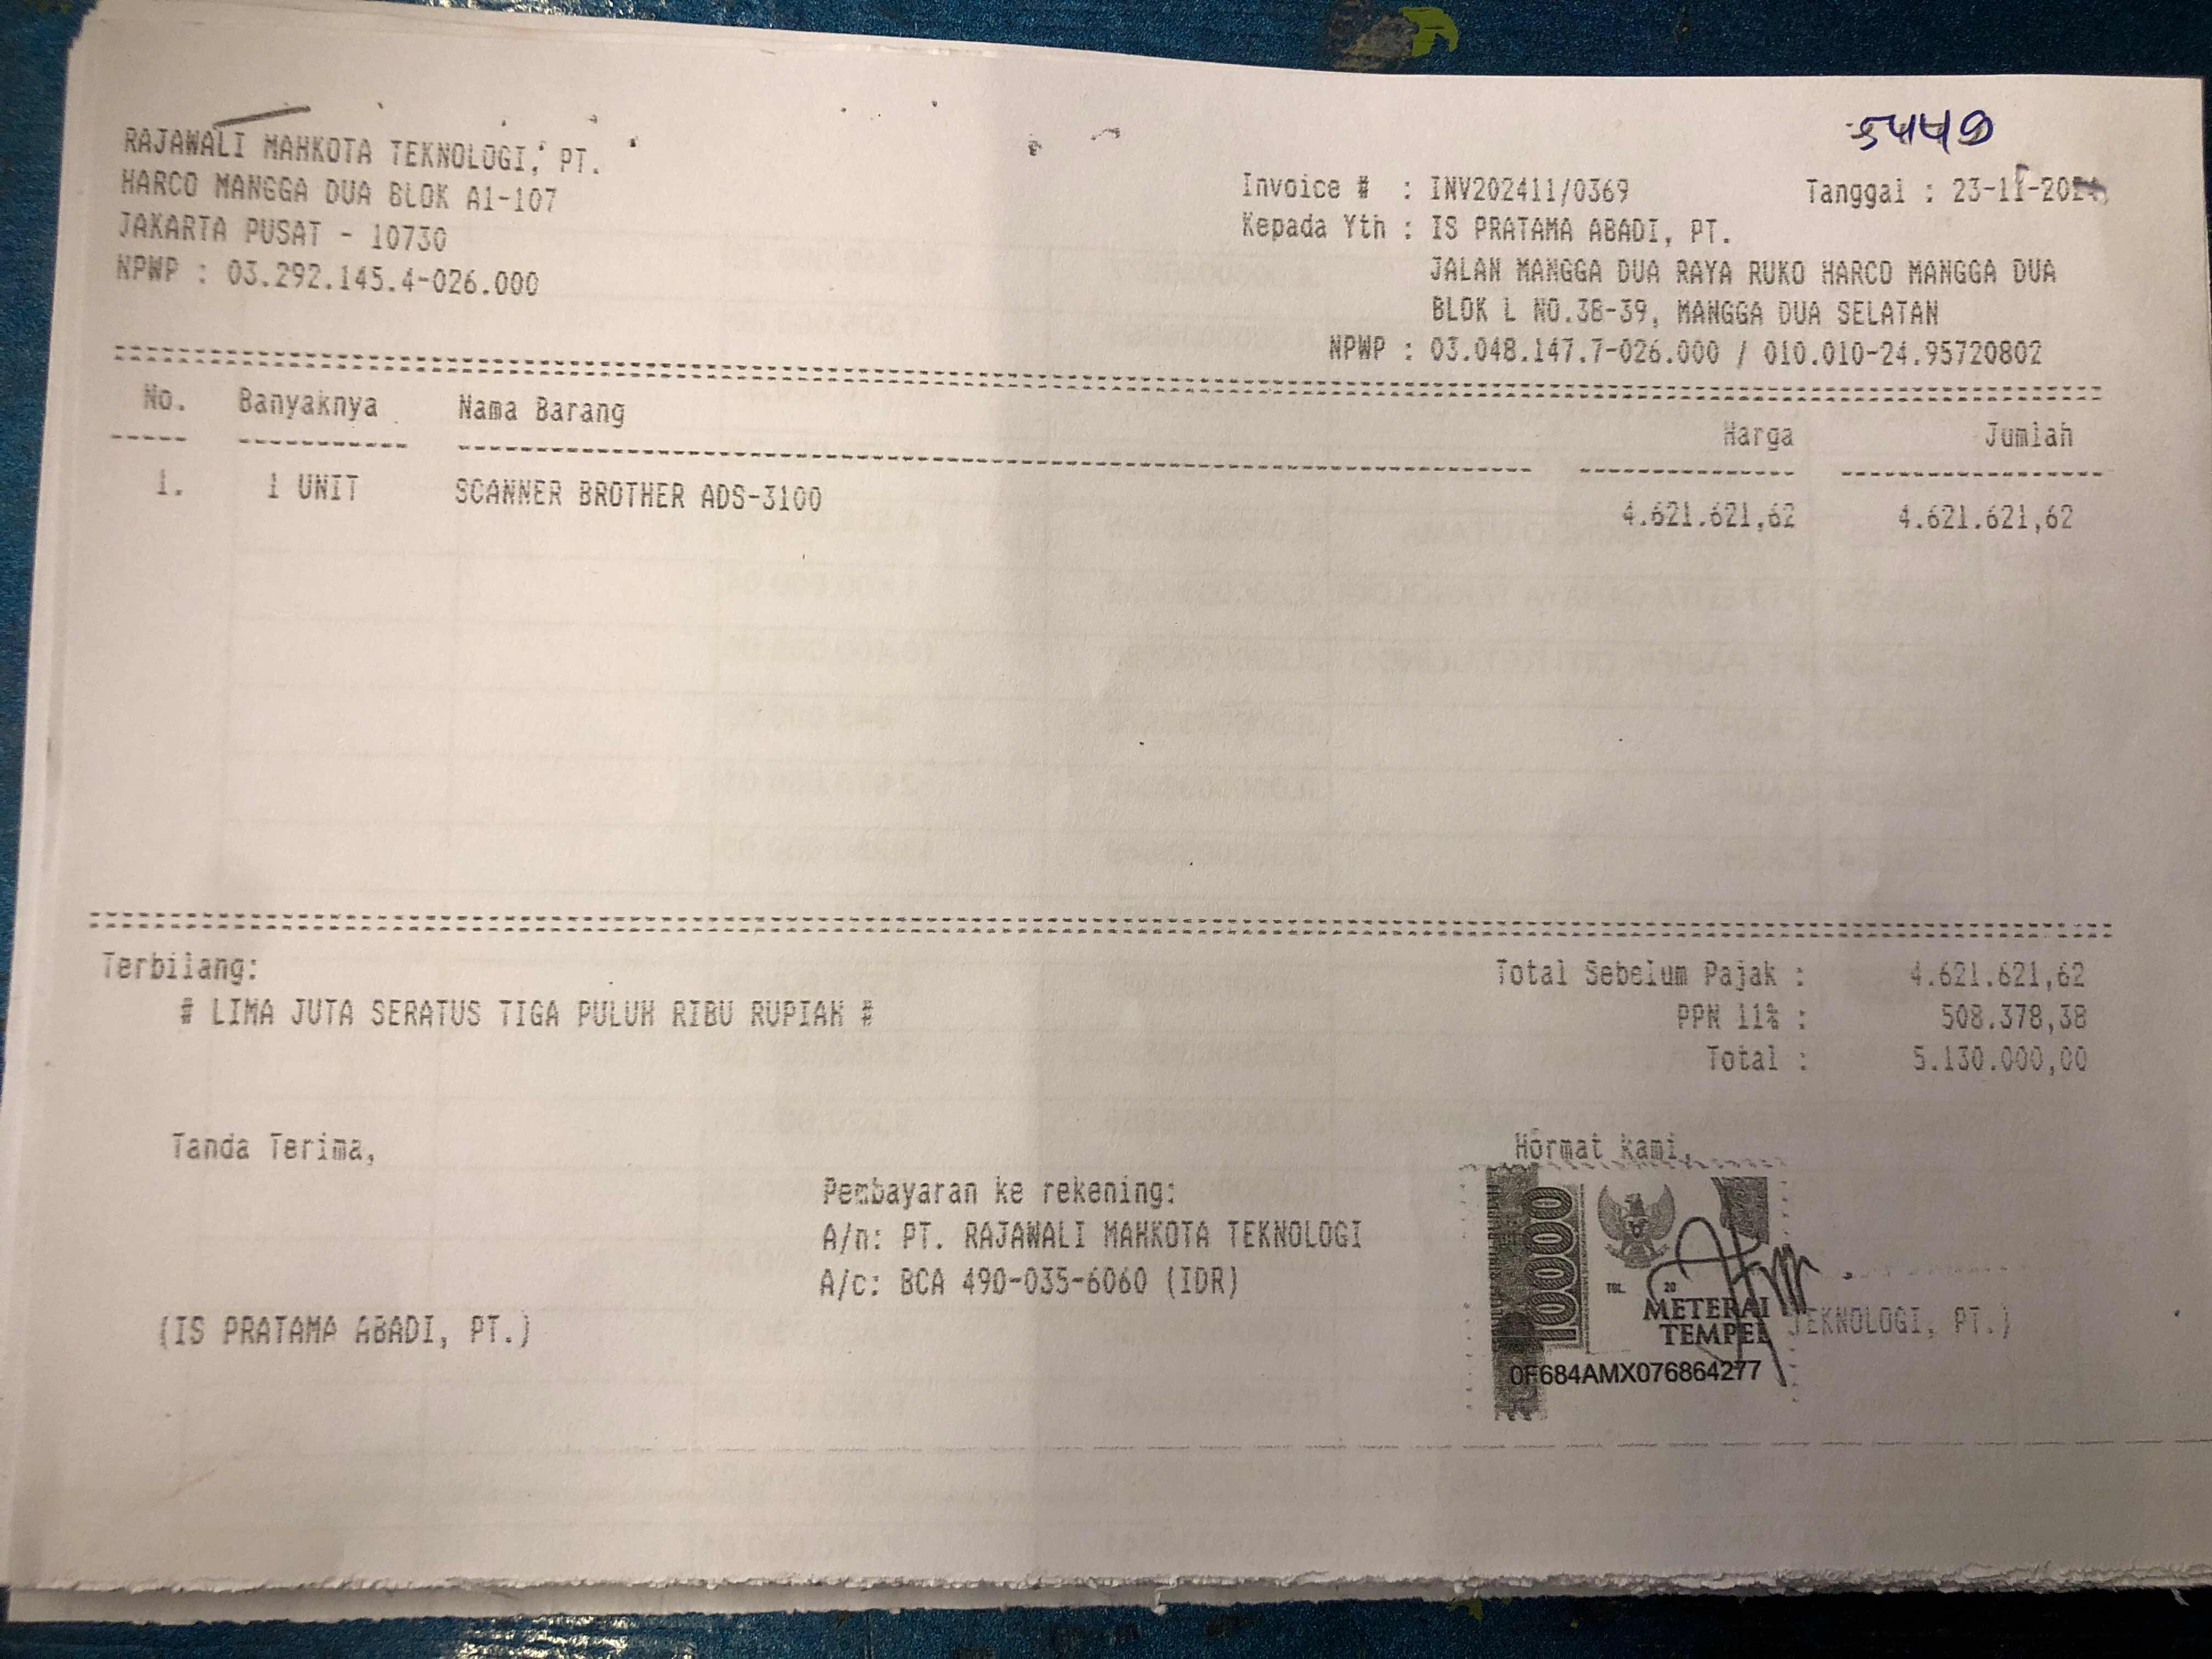 5449
RAJAWALI MAHKOTA TEKNOLOGI, PT.
HARCO MANGGA DUA BLOK A1-107
JAKARTA PUSAT - 10730
NPWP : 03.292.145.4-026.000
Invoice # : INV202411/0369 Tanggal : 23-11-2024
Kepada Yth : IS PRATAMA ABADI, PT.
JALAN MANGGA DUA RAYA RUKO HARCO MANGGA DUA
BLOK L NO.38-39, MANGGA DUA SELATAN
NPWP : 03.048.147.7-026.000 / 010.010-24.95720802
No. Banyaknya Nama Barang Harga Jumlah
1. 1 UNIT SCANNER BROTHER ADS-3100 4.621.621,62 4.621.621,62
Terbilang:
# LIMA JUTA SERATUS TIGA PULUH RIBU RUPIAH #
Total Sebelum Pajak : 4.621.621,62
PPN 11% : 508.378,38
Total : 5.130.000,00
Tanda Terima,
(IS PRATAMA ABADI, PT.)
Pembayaran ke rekening:
A/n: PT. RAJAWALI MAHKOTA TEKNOLOGI
A/c: BCA 490-035-6060 (IDR)
Hormat kami,
10000
TGL. 20
METERAI
TEMPEL
TEKNOLOGI, PT.)
0F684AMX076864277